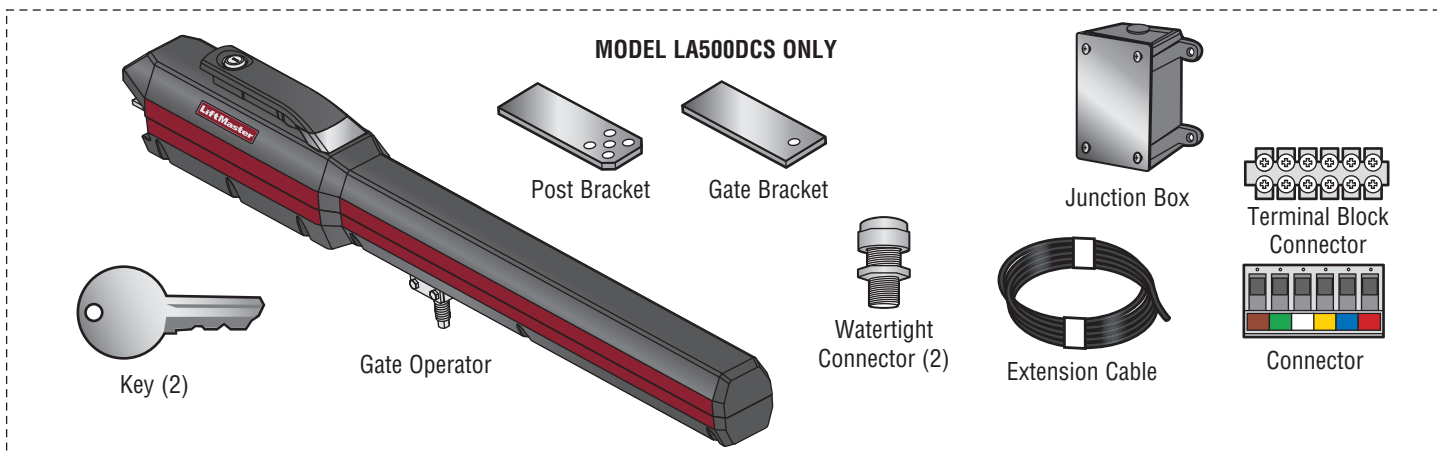 MODEL LA500DCS ONLY
LiftMaster
Post Bracket
Gate Bracket
Junction Box
Terminal Block
Connector
Key (2)
Gate Operator
Watertight
Connector (2)
Extension Cable
Connector